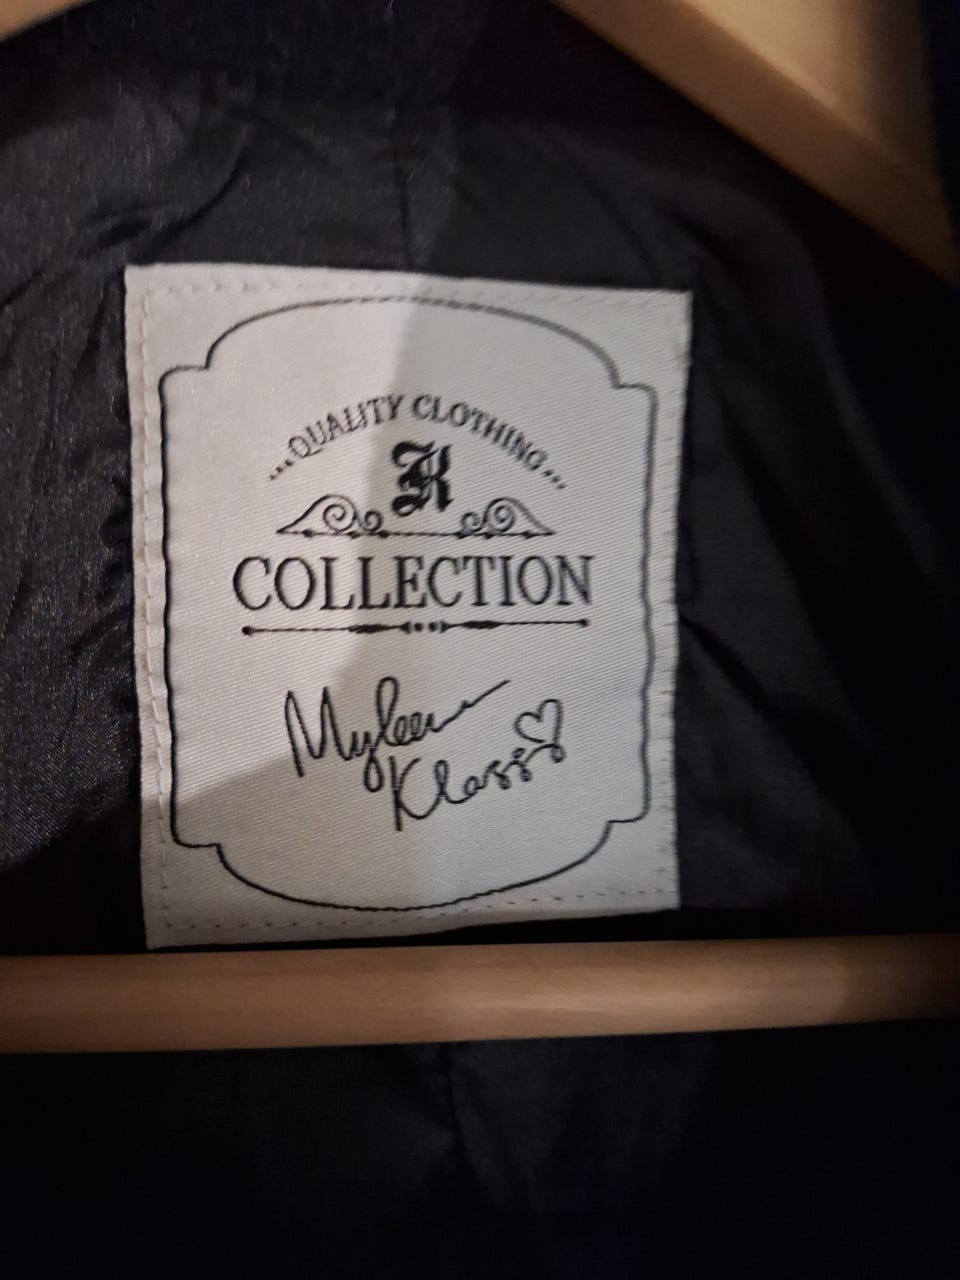 ...QUALITY CLOTHING...
K
COLLECTION
Myleene
Klass